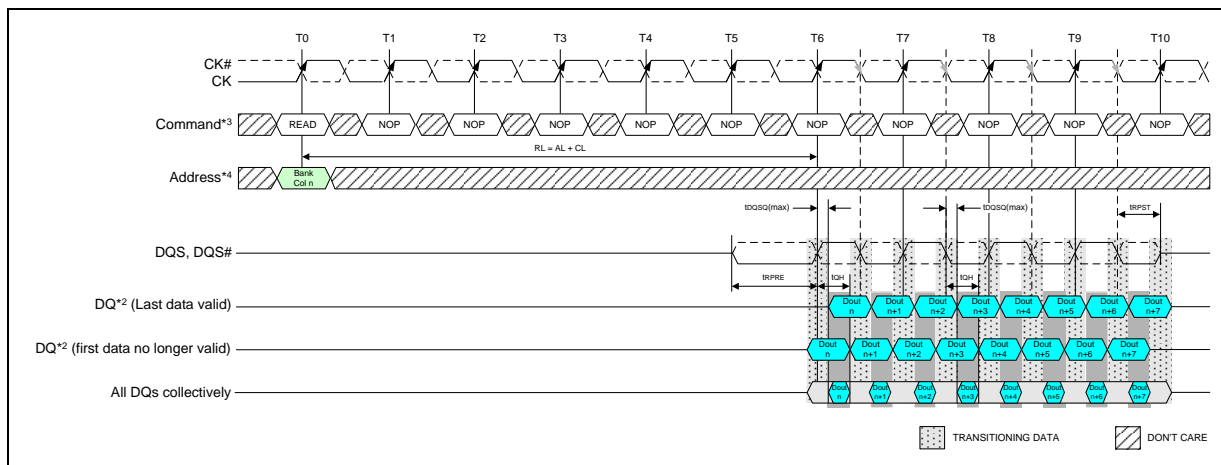 T0 T1 T2 T3 T4 T5 T6 T7 T8 T9 T10
CK#
CK
Command*3 READ NOP NOP NOP NOP NOP NOP NOP NOP NOP NOP
RL = AL + CL
Address*4 Bank
Col n
tDQSQ(max) tDQSQ(max) tRPST
DQS, DQS#
tRPRE tQH tQH
DQ*2 (Last data valid) Dout n Dout n+1 Dout n+2 Dout n+3 Dout n+4 Dout n+5 Dout n+6 Dout n+7
DQ*2 (first data no longer valid) Dout n Dout n+1 Dout n+2 Dout n+3 Dout n+4 Dout n+5 Dout n+6 Dout n+7
All DQs collectively Dout n Dout n+1 Dout n+2 Dout n+3 Dout n+4 Dout n+5 Dout n+6 Dout n+7
TRANSITIONING DATA DON'T CARE